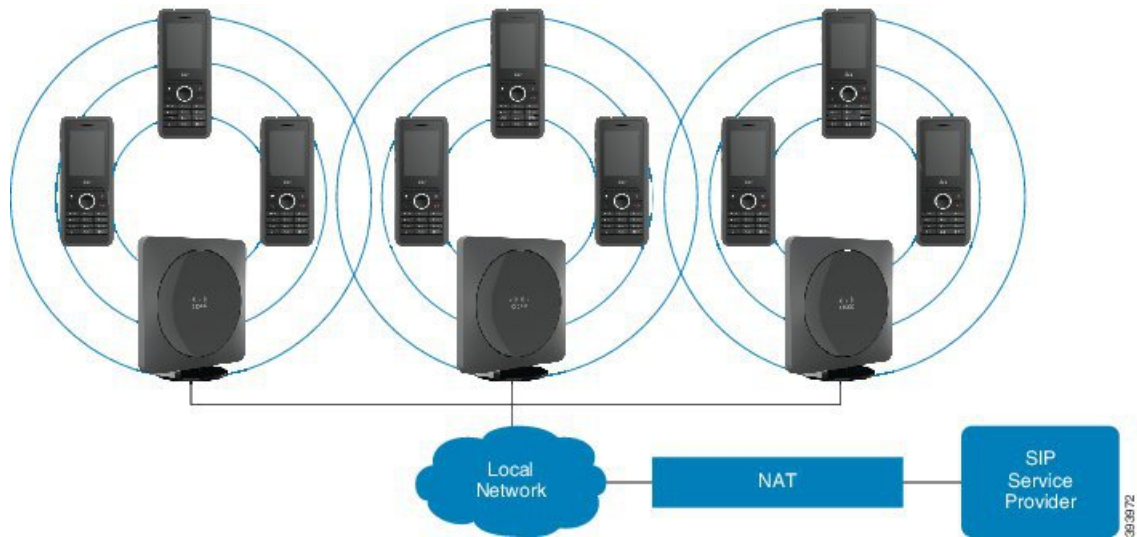 Local
Network
NAT
SIP
Service
Provider
393972